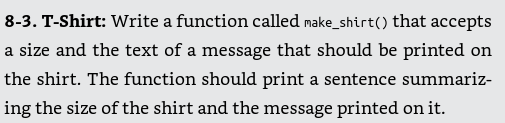 8-3. T-Shirt: Write a function called make_shirt() that accepts
a size and the text of a message that should be printed on
the shirt. The function should print a sentence summariz-
ing the size of the shirt and the message printed on it.